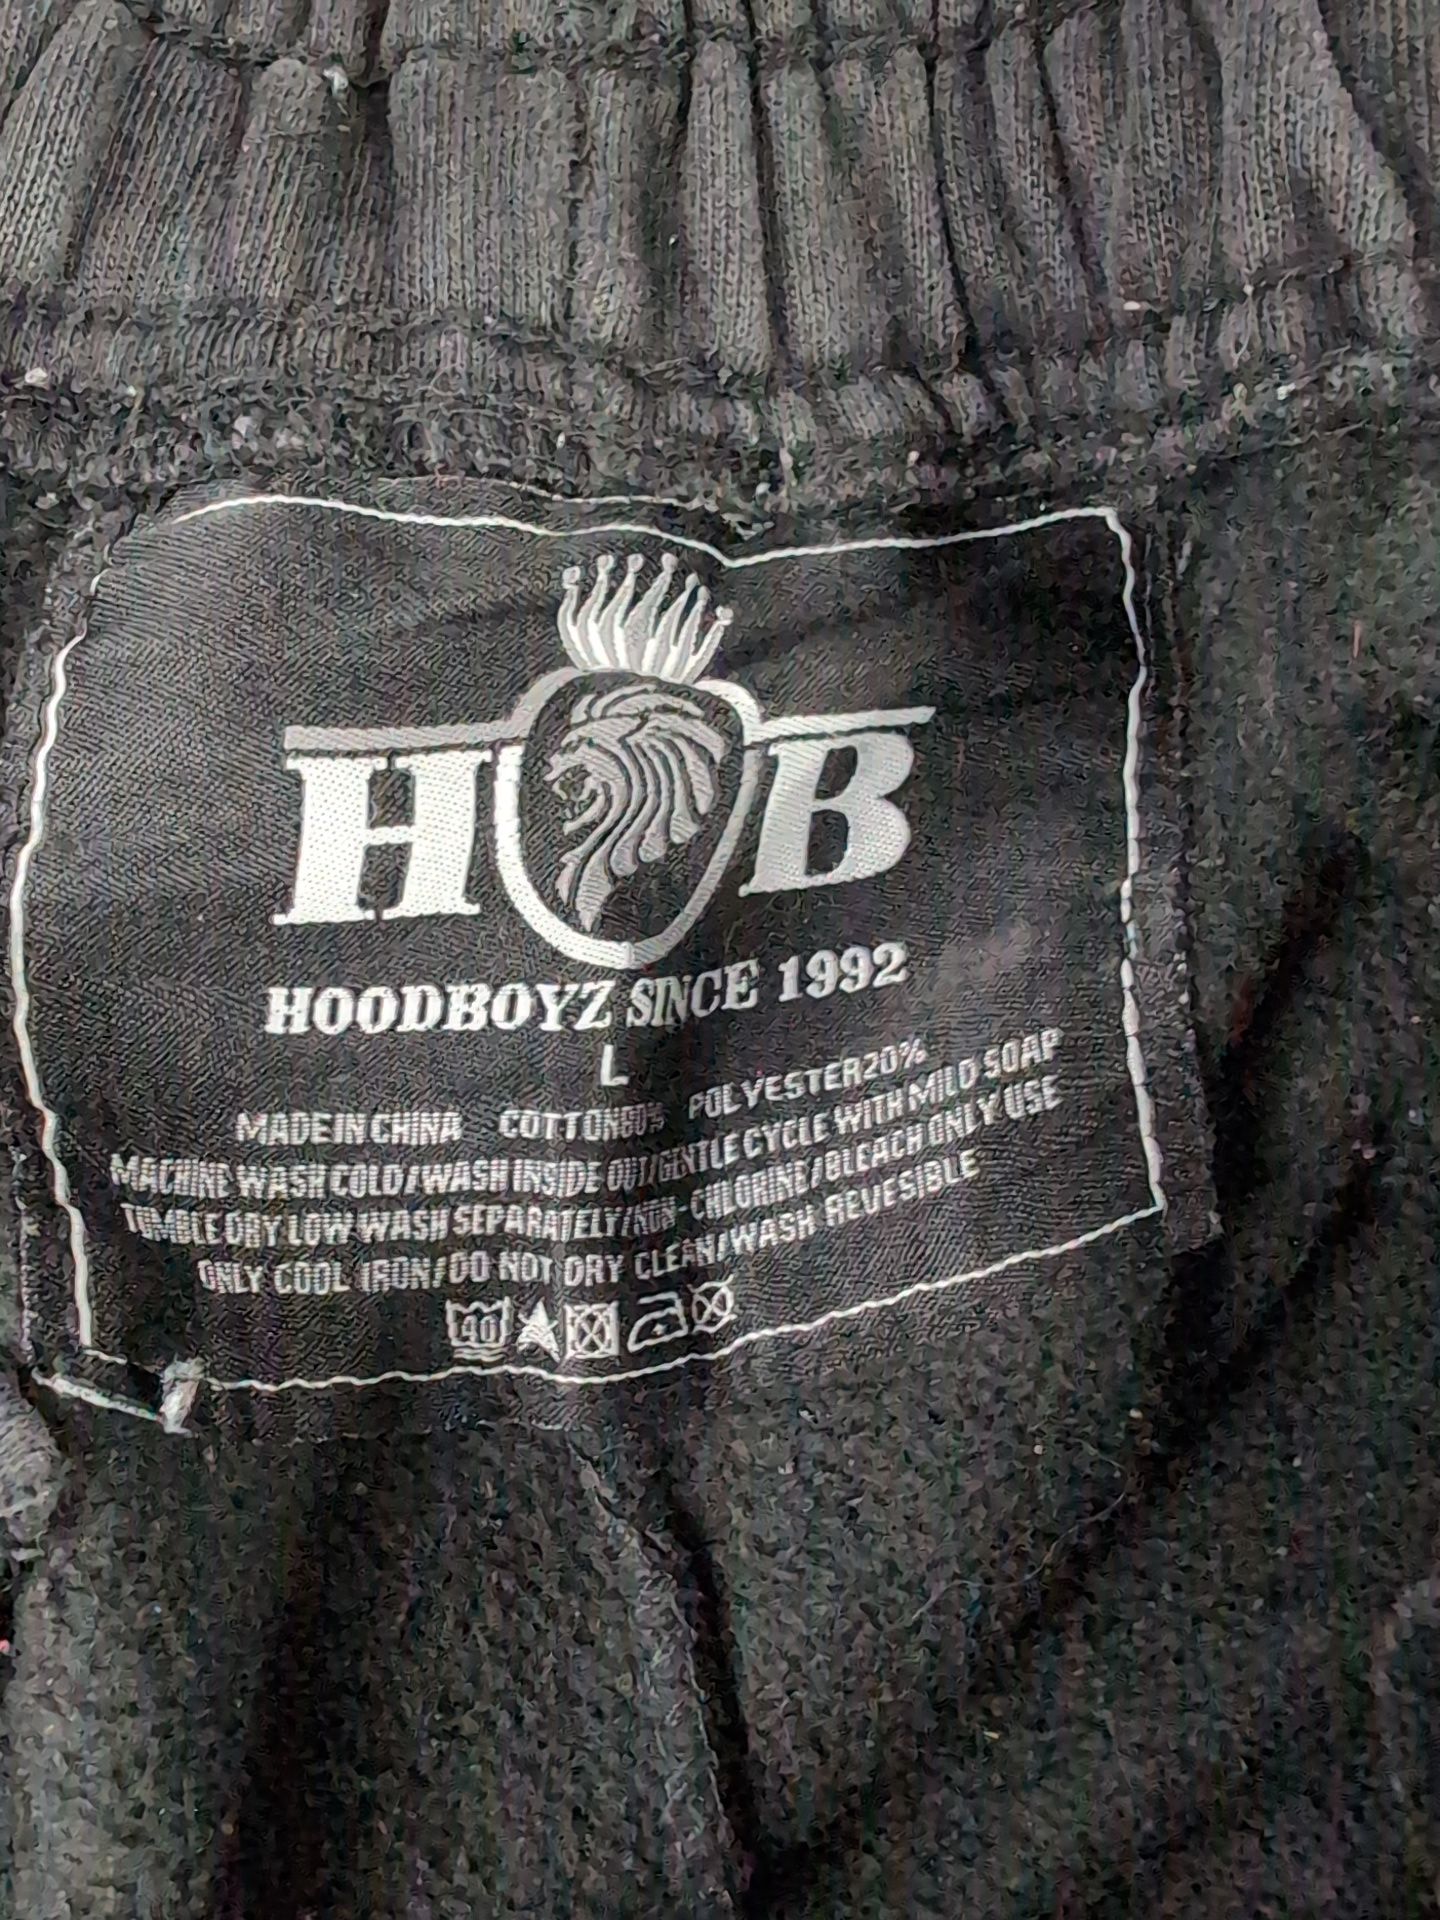 HB
HOODBOYZ SINCE 1992
L
MADE IN CHINA COTTON80% POLYESTER20%
MACHINE WASH COLD/WASH INSIDE OUT/GENTLE CYCLE WITH MILD SOAP
TUMBLE DRY LOW WASH SEPARATELY/NON-CHLORINE/BLEACH ONLY USE
ONLY COOL IRON/DO NOT DRY CLEAN/WASH REVESIBLE
40